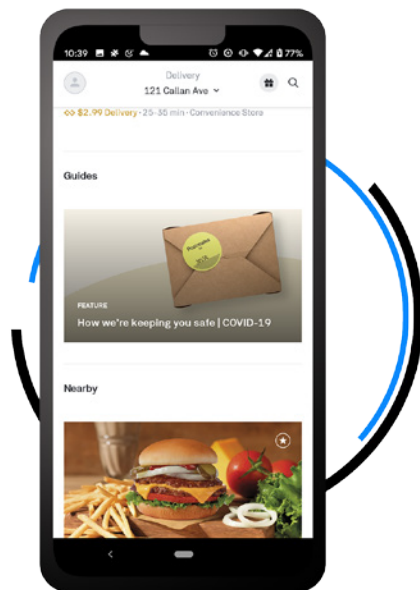 10:39
77%
Delivery
121 Callan Ave
$2.99 Delivery · 25-35 min · Convenience Store
Guides
Postmates
FEATURE
How we're keeping you safe | COVID-19
Nearby